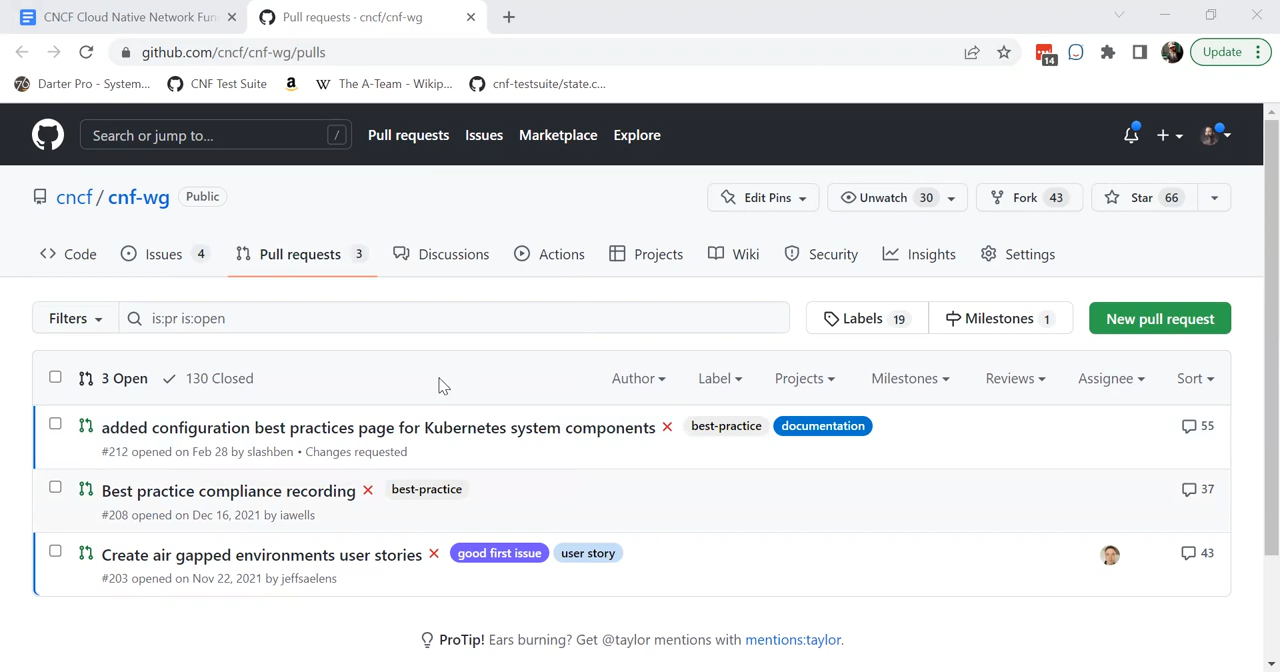 CNCF Cloud Native Network Fun
Pull requests · cncf/cnf-wg
github.com/cncf/cnf-wg/pulls
14
Update
Darter Pro - System...
CNF Test Suite
The A-Team - Wikip...
cnf-testsuite/state.c...
Search or jump to...
/
Pull requests
Issues
Marketplace
Explore
cncf / cnf-wg
Public
Edit Pins
Unwatch 30
Fork 43
Star 66
Code
Issues 4
Pull requests 3
Discussions
Actions
Projects
Wiki
Security
Insights
Settings
Filters
is:pr is:open
Labels 19
Milestones 1
New pull request
3 Open
130 Closed
Author
Label
Projects
Milestones
Reviews
Assignee
Sort
added configuration best practices page for Kubernetes system components
best-practice
documentation
55
#212 opened on Feb 28 by slashben • Changes requested
Best practice compliance recording
best-practice
37
#208 opened on Dec 16, 2021 by iawells
Create air gapped environments user stories
good first issue
user story
43
#203 opened on Nov 22, 2021 by jeffsaelens
ProTip! Ears burning? Get @taylor mentions with mentions:taylor.